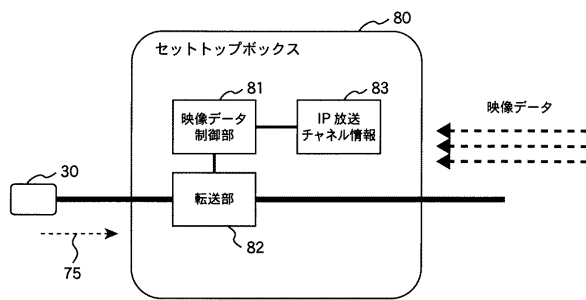 80
セットトップボックス
81
83
映像データ
制御部
IP 放送
チャネル情報
映像データ
30
転送部
82
75